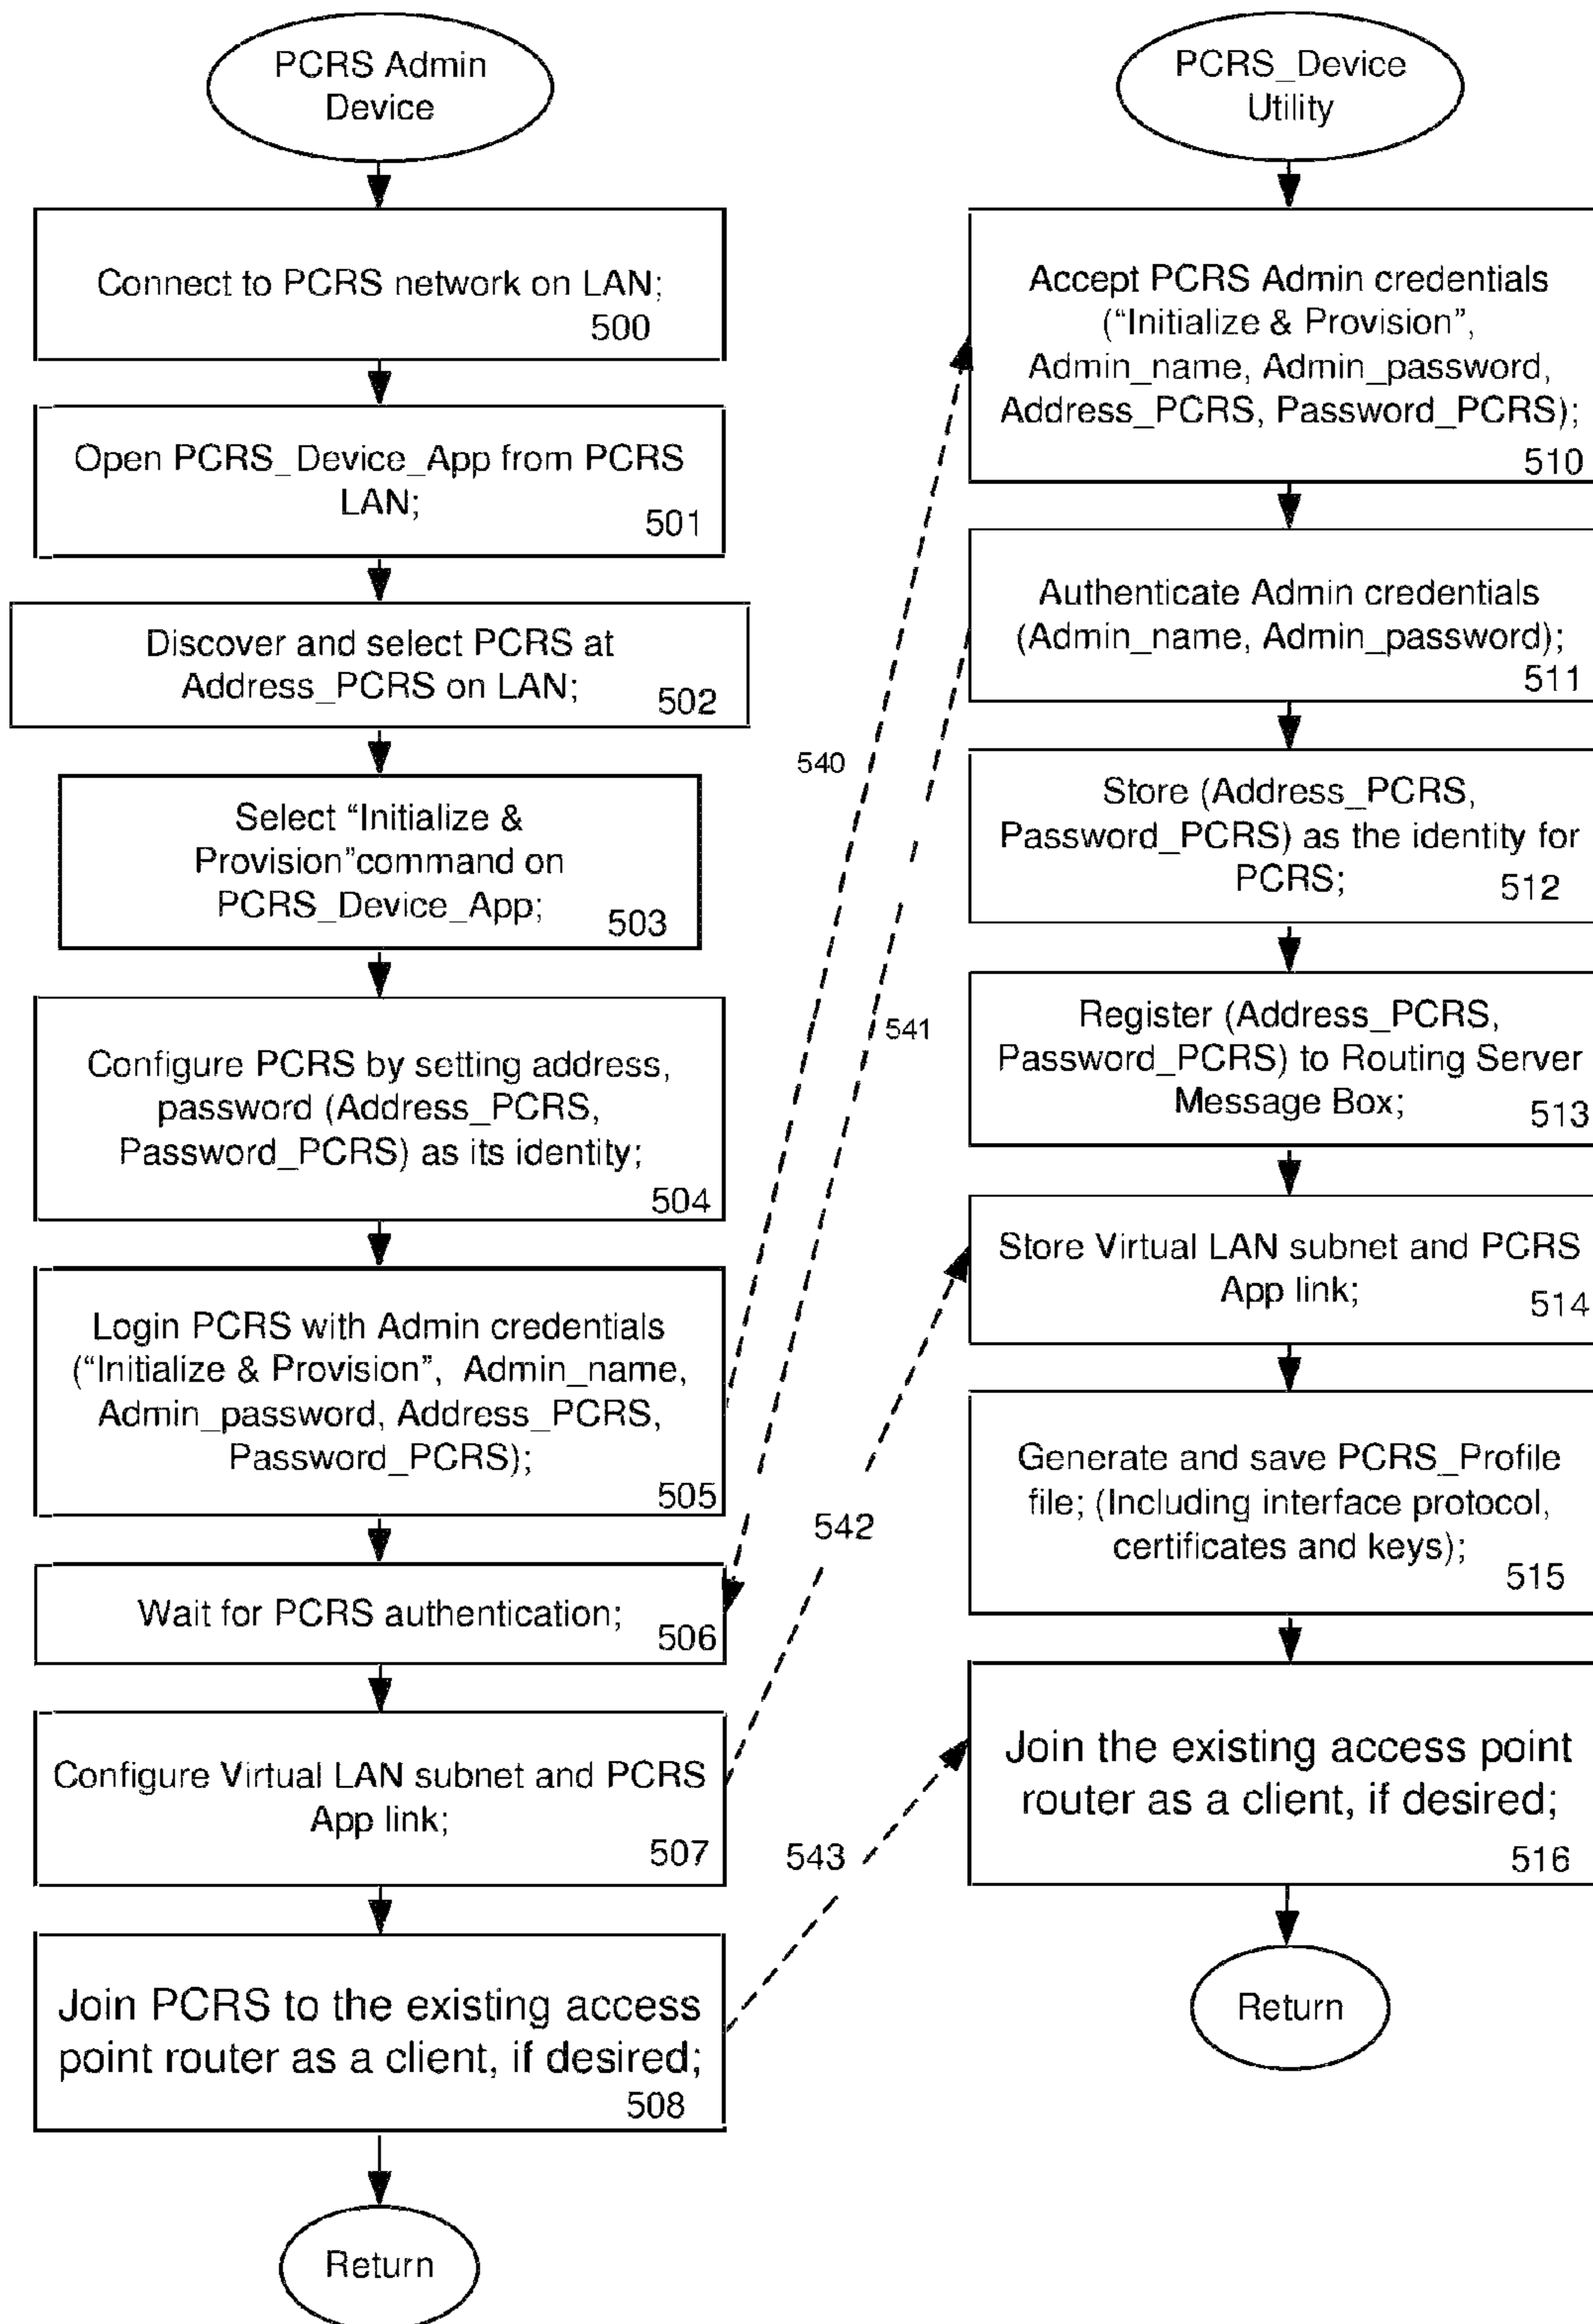 PCRS Admin
Device
Connect to PCRS network on LAN;
500
Open PCRS_Device_App from PCRS
LAN;
501
Discover and select PCRS at
Address_PCRS on LAN;
502
Select “Initialize &
Provision”command on
PCRS_Device_App;
503
Configure PCRS by setting address,
password (Address_PCRS,
Password_PCRS) as its identity;
504
Login PCRS with Admin credentials
(“Initialize & Provision”, Admin_name,
Admin_password, Address_PCRS,
Password_PCRS);
505
Wait for PCRS authentication;
506
Configure Virtual LAN subnet and PCRS
App link;
507
Join PCRS to the existing access
point router as a client, if desired;
508
Return
540
541
542
543
PCRS_Device
Utility
Accept PCRS Admin credentials
(“Initialize & Provision”,
Admin_name, Admin_password,
Address_PCRS, Password_PCRS);
510
Authenticate Admin credentials
(Admin_name, Admin_password);
511
Store (Address_PCRS,
Password_PCRS) as the identity for
PCRS;
512
Register (Address_PCRS,
Password_PCRS) to Routing Server
Message Box;
513
Store Virtual LAN subnet and PCRS
App link;
514
Generate and save PCRS_Profile
file; (Including interface protocol,
certificates and keys);
515
Join the existing access point
router as a client, if desired;
516
Return